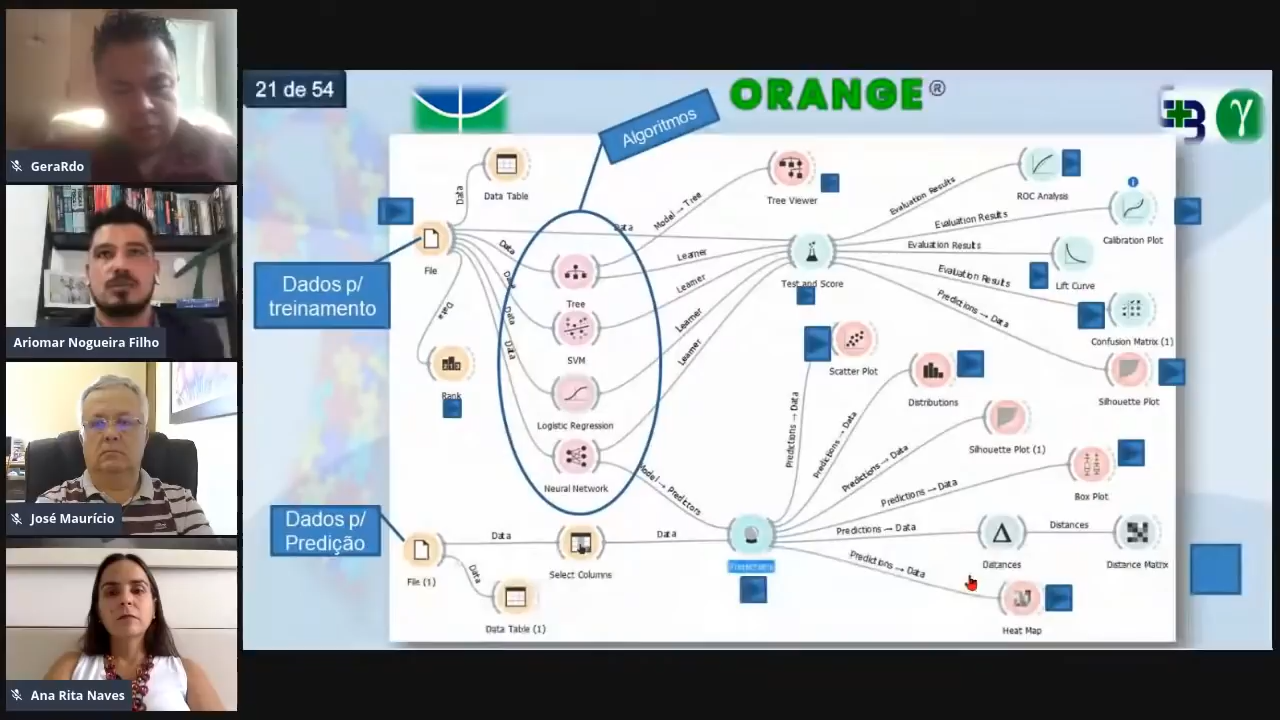 GeraRdo
Ariomar Nogueira Filho
José Maurício
Ana Rita Naves
21 de 54
ORANGE®
Algoritmos
Dados p/
treinamento
Dados p/
Predição
Data Table
Data
File
Data
Data
Data
Data
Data
Data
Rank
Tree
SVM
Logistic Regression
Neural Network
Model → Tree
Tree Viewer
Learner
Learner
Learner
Learner
Test and Score
Evaluation Results
Evaluation Results
Evaluation Results
Evaluation Results
Predictions → Data
ROC Analysis
Calibration Plot
Lift Curve
Confusion Matrix (1)
Silhouette Plot
Scatter Plot
Distributions
Silhouette Plot (1)
Box Plot
Model → Predictors
Predictions → Data
Predictions → Data
Predictions → Data
Predictions → Data
Predictions → Data
Predictions → Data
Distances
Distances
Distance Matrix
Heat Map
File (1)
Data
Select Columns
Data
Data
Data Table (1)
Predictions
B
γ